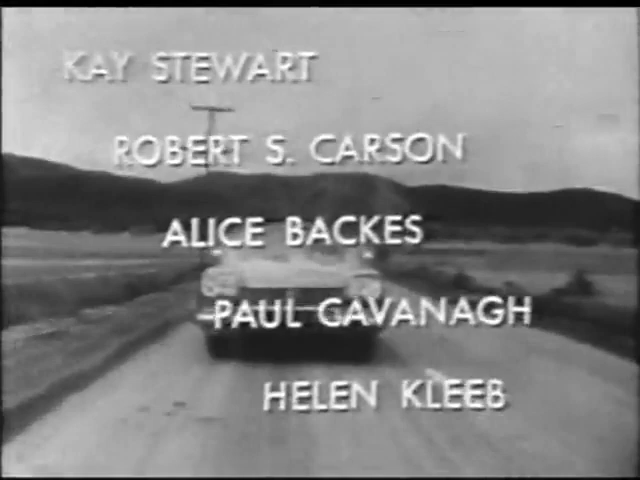 KAY STEWART
ROBERT S. CARSON
ALICE BACKES
PAUL CAVANAGH
HELEN KLEEB